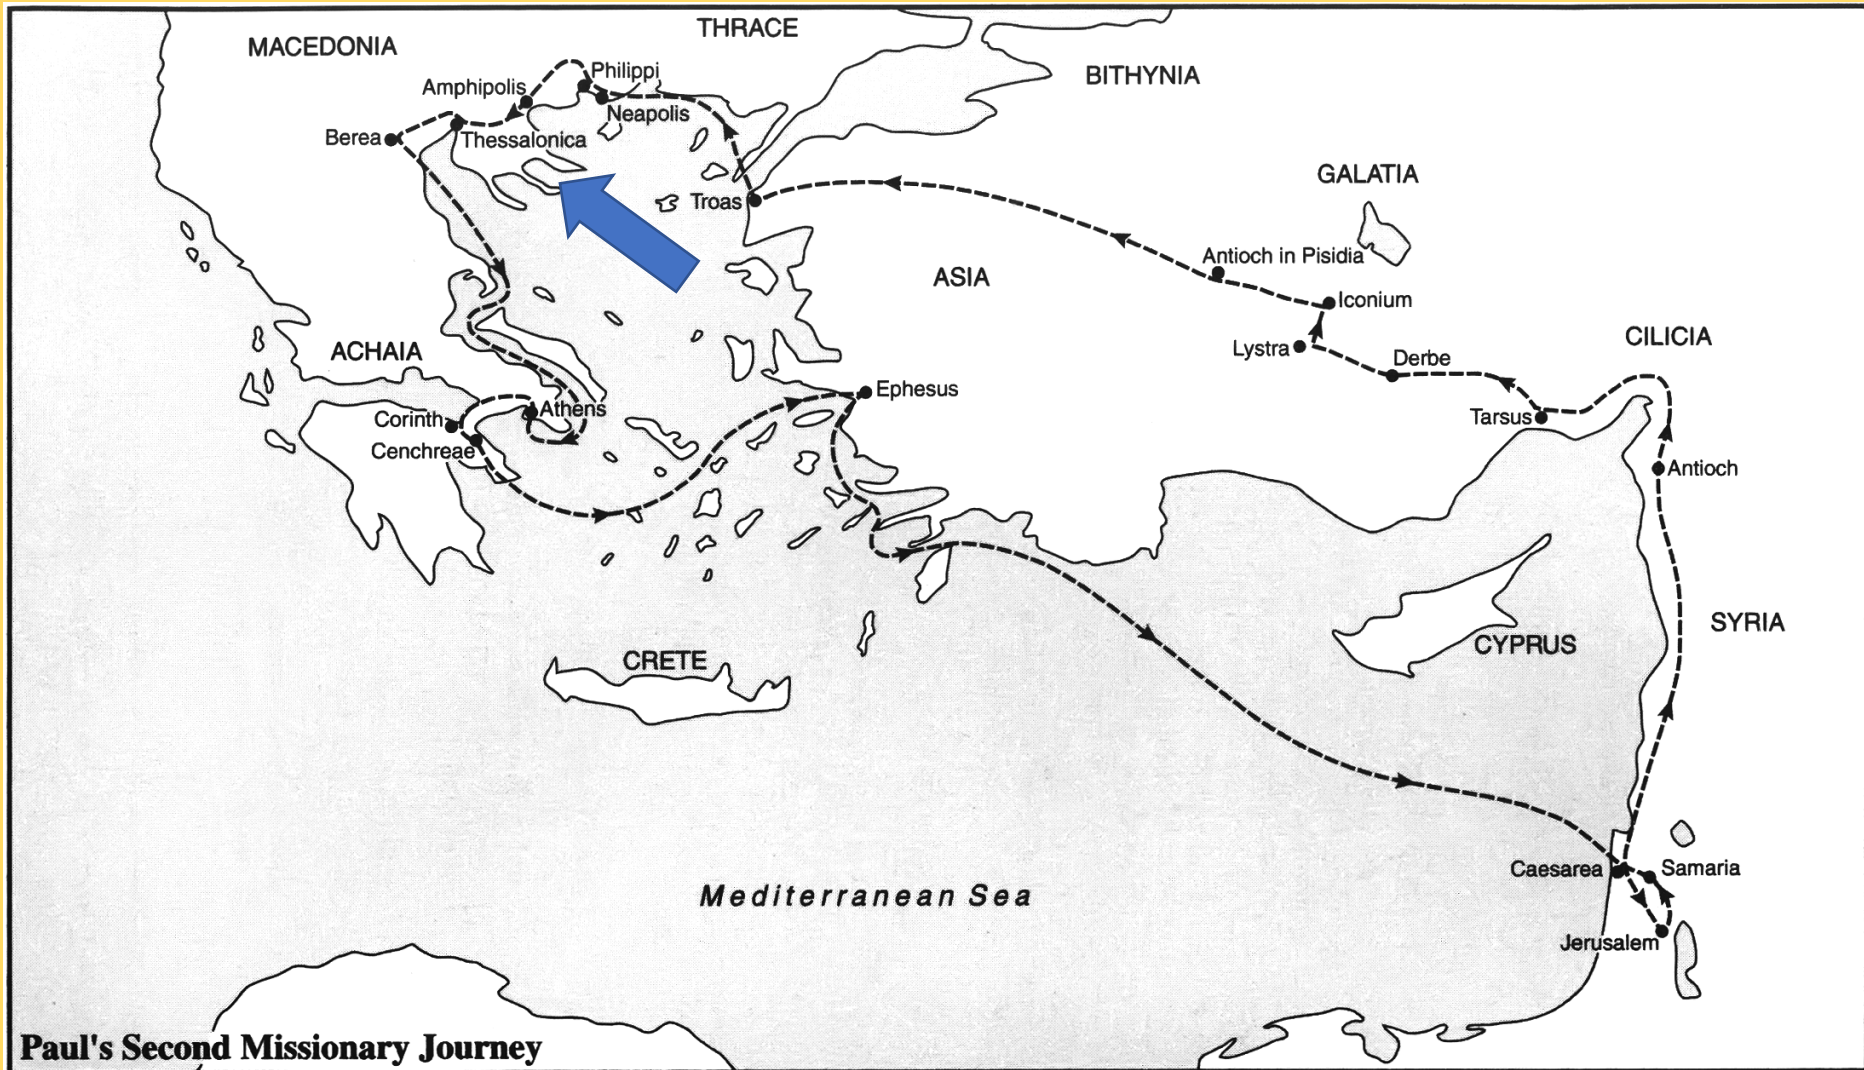 THRACE
MACEDONIA
BITHYNIA
Philippi
Amphipolis
Neapolis
Berea
Thessalonica
GALATIA
Troas
Antioch in Pisidia
ASIA
Iconium
CILICIA
Lystra
ACHAIA
Derbe
Ephesus
Athens
Corinth
Tarsus
Cenchreae
Antioch
SYRIA
CYPRUS
CRETE
Caesarea
Samaria
Mediterranean Sea
Jerusalem
Paul's Second Missionary Journey